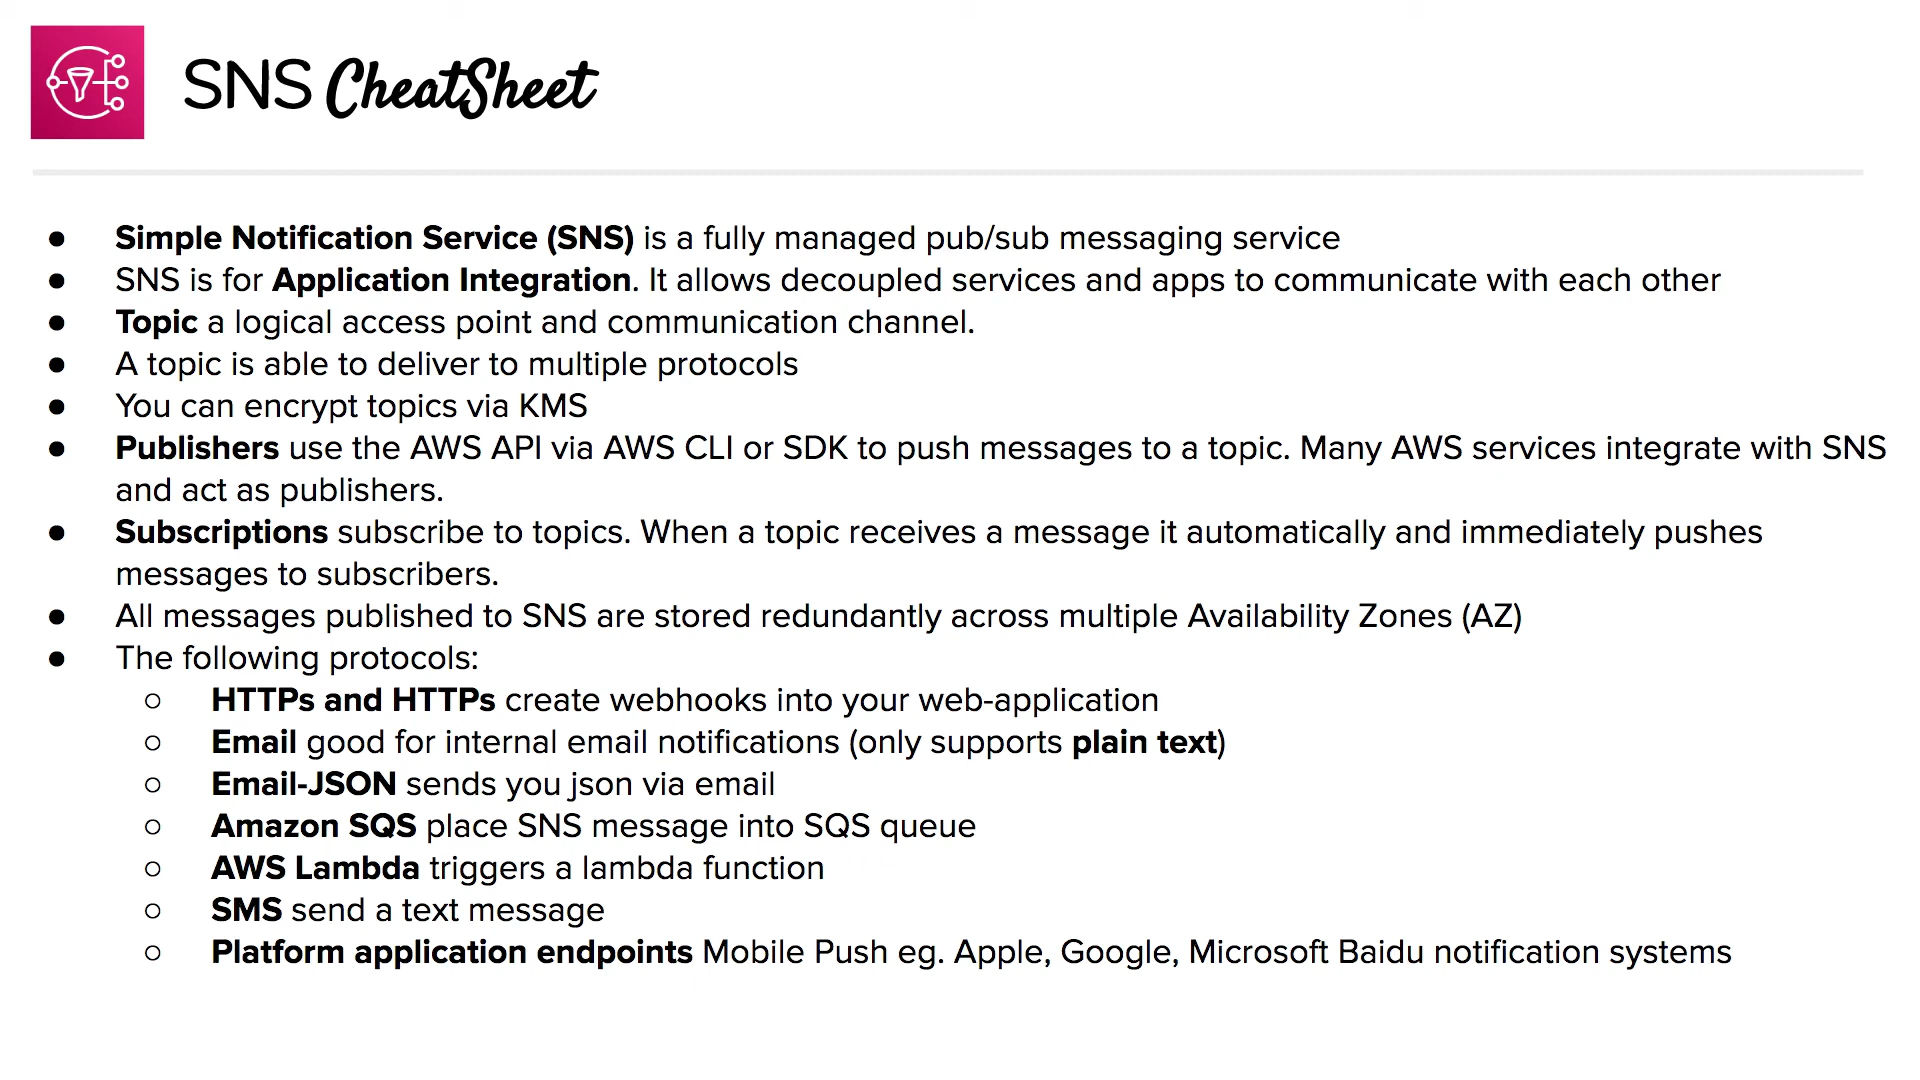 SNS CheatSheet
● Simple Notification Service (SNS) is a fully managed pub/sub messaging service
● SNS is for Application Integration. It allows decoupled services and apps to communicate with each other
● Topic a logical access point and communication channel.
● A topic is able to deliver to multiple protocols
● You can encrypt topics via KMS
● Publishers use the AWS API via AWS CLI or SDK to push messages to a topic. Many AWS services integrate with SNS
and act as publishers.
● Subscriptions subscribe to topics. When a topic receives a message it automatically and immediately pushes
messages to subscribers.
● All messages published to SNS are stored redundantly across multiple Availability Zones (AZ)
● The following protocols:
○ HTTPs and HTTPs create webhooks into your web-application
○ Email good for internal email notifications (only supports plain text)
○ Email-JSON sends you json via email
○ Amazon SQS place SNS message into SQS queue
○ AWS Lambda triggers a lambda function
○ SMS send a text message
○ Platform application endpoints Mobile Push eg. Apple, Google, Microsoft Baidu notification systems